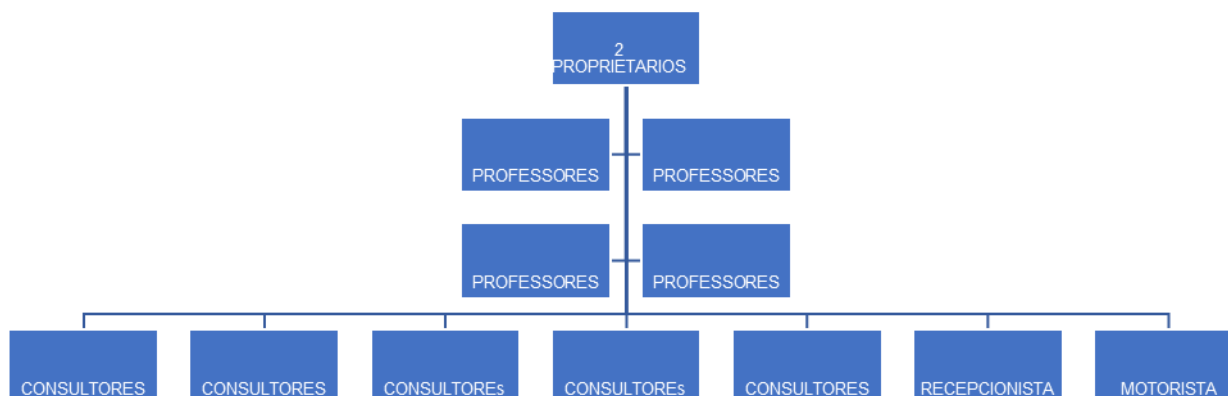 2
PROPRIETARIOS
PROFESSORES
PROFESSORES
PROFESSORES
PROFESSORES
CONSULTORES
CONSULTORES
CONSULTOREs
CONSULTOREs
CONSULTORES
RECEPCIONISTA
MOTORISTA